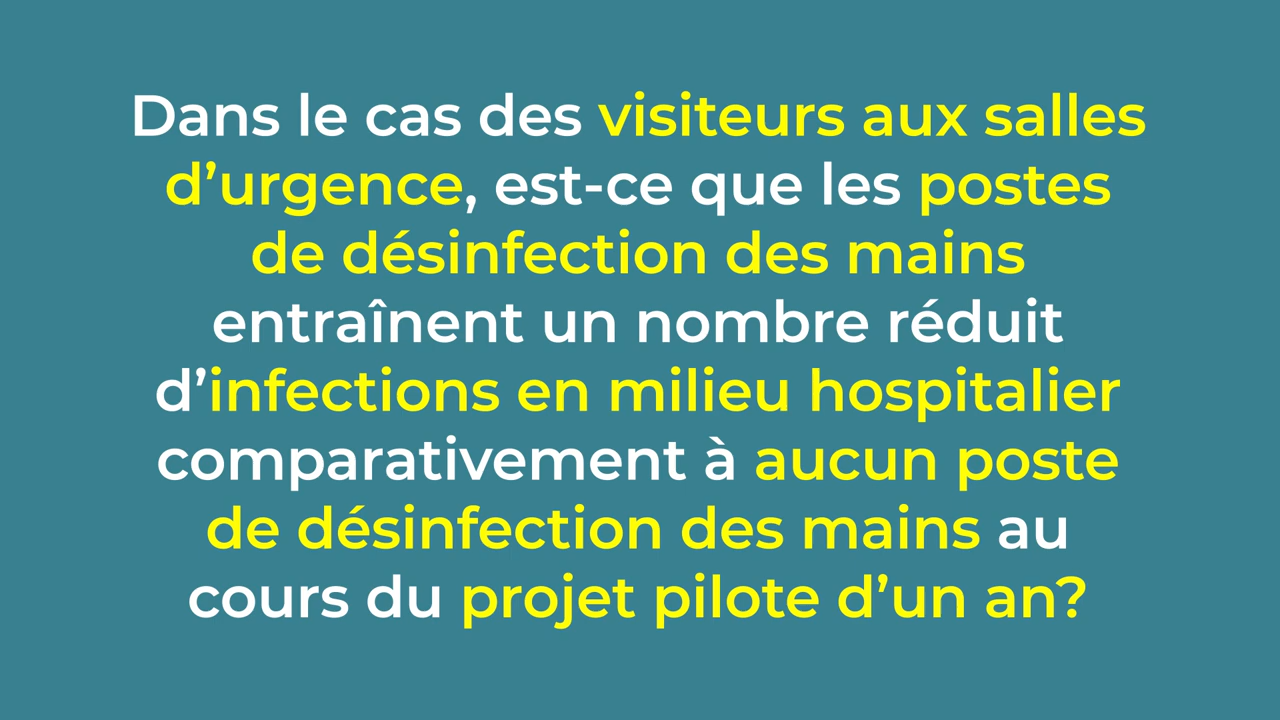 Dans le cas des visiteurs aux salles
d’urgence, est-ce que les postes
de désinfection des mains
entraînent un nombre réduit
d’infections en milieu hospitalier
comparativement à aucun poste
de désinfection des mains au
cours du projet pilote d’un an?